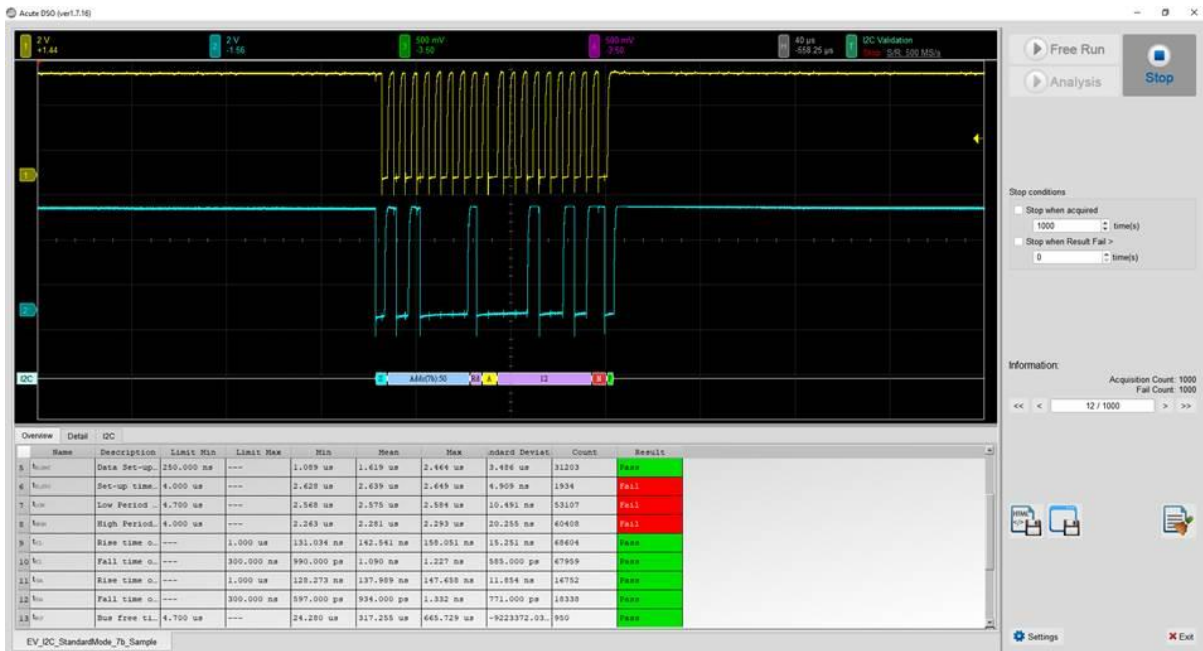 Acute DSO (ver1.7.16)
1 2 V +1.44
2 2 V -1.56
3 500 mV -3.50
4 500 mV -3.50
H 40 µs -558.25 µs
T I2C Validation
Stop S/R: 500 MS/s
Free Run
Analysis
Stop
1
2
I2C
Addr(7b):50
A
12
N
Stop conditions
Stop when acquired
1000 time(s)
Stop when Result Fail >
0 time(s)
Information:
Acquisition Count: 1000
Fail Count: 1000
<< < 12 / 1000 > >>
Overview Detail I2C
Name Description Limit Min Limit Max Min Mean Max ndard Deviat Count Result
5 Data Set-up… 250.000 ns --- 1.089 us 1.619 us 2.464 us 3.486 us 31203 Pass
6 Set-up time… 4.000 us --- 2.628 us 2.639 us 2.649 us 4.909 ns 1934 Fail
7 Low Period … 4.700 us --- 2.568 us 2.575 us 2.584 us 10.491 ns 53107 Fail
8 High Period… 4.000 us --- 2.263 us 2.281 us 2.293 us 20.255 ns 60408 Fail
9 Rise time o… --- 1.000 us 131.034 ns 142.541 ns 158.051 ns 15.251 ns 68604 Pass
10 Fall time o… --- 300.000 ns 990.000 ps 1.090 ns 1.227 ns 585.000 ps 67959 Pass
11 Rise time o… --- 1.000 us 128.273 ns 137.989 ns 147.658 ns 11.854 ns 16752 Pass
12 Fall time o… --- 300.000 ns 597.000 ps 934.000 ps 1.332 ns 771.000 ps 18338 Pass
13 Bus free ti… 4.700 us --- 24.280 us 317.255 us 665.729 us -9223372.03… 950 Pass
EV_I2C_StandardMode_7b_Sample
HTML
Settings
Exit